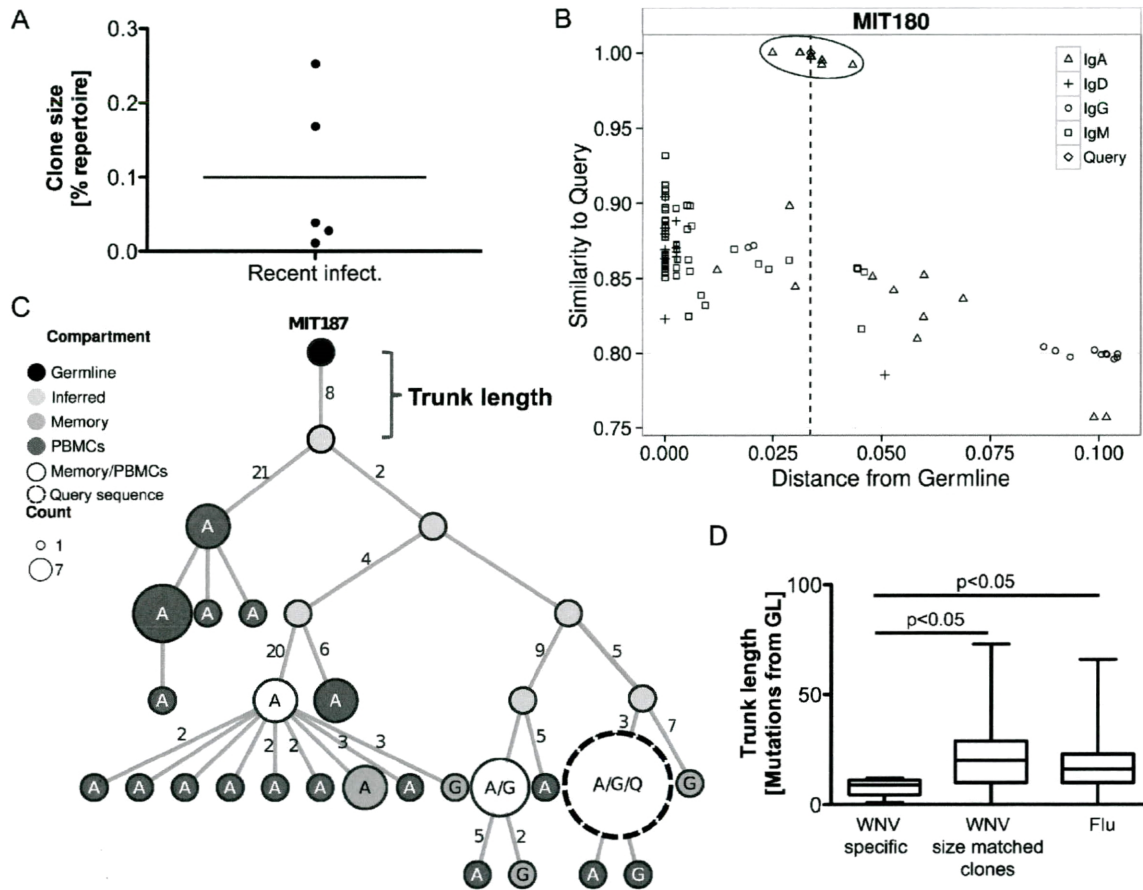 A
Clone size
[% repertoire]
0.3
0.2
0.1
0.0
Recent infect.
B
MIT180
Similarity to Query
1.00
0.95
0.90
0.85
0.80
0.75
0.000
0.025
0.050
0.075
0.100
Distance from Germline
IgA
IgD
IgG
IgM
Query
C
Compartment
Germline
Inferred
Memory
PBMCs
Memory/PBMCs
Query sequence
Count
1
7
MIT187
8
Trunk length
21
2
A
4
A
A
A
20
6
9
5
A
A
A
2
2
2
3
3
5
3
7
A
A
A
A
A
A
A
A
G
A/G
A
A/G/Q
G
5
2
A
G
A
G
D
Trunk length
[Mutations from GL]
100
50
0
p<0.05
p<0.05
WNV
specific
WNV
size matched
clones
Flu